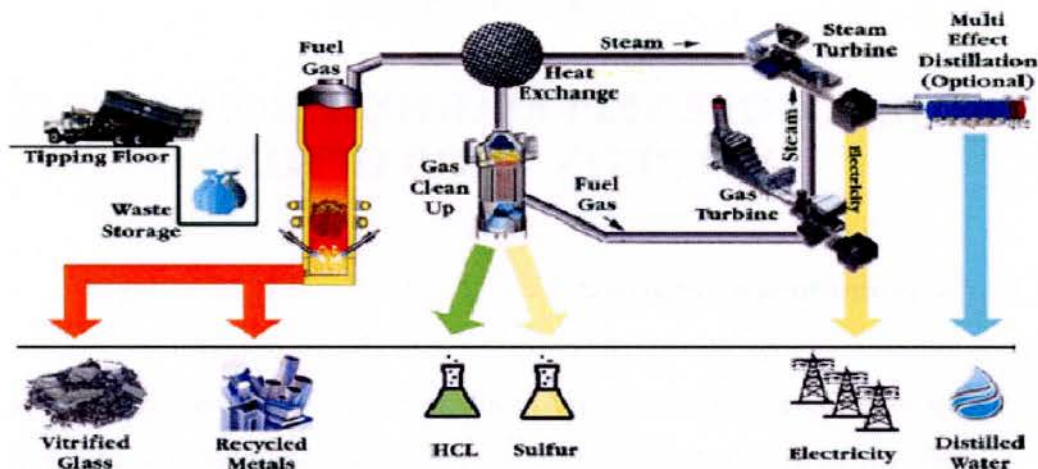 Fuel
Gas
Steam
Steam
Turbine
Multi
Effect
Distillation
(Optional)
Heat
Exchange
Tipping Floor
Waste
Storage
Gas
Clean
Up
Fuel
Gas
Gas
Turbine
Steam
Electricity
Vitrified
Glass
Recycled
Metals
HCL
Sulfur
Electricity
Distilled
Water